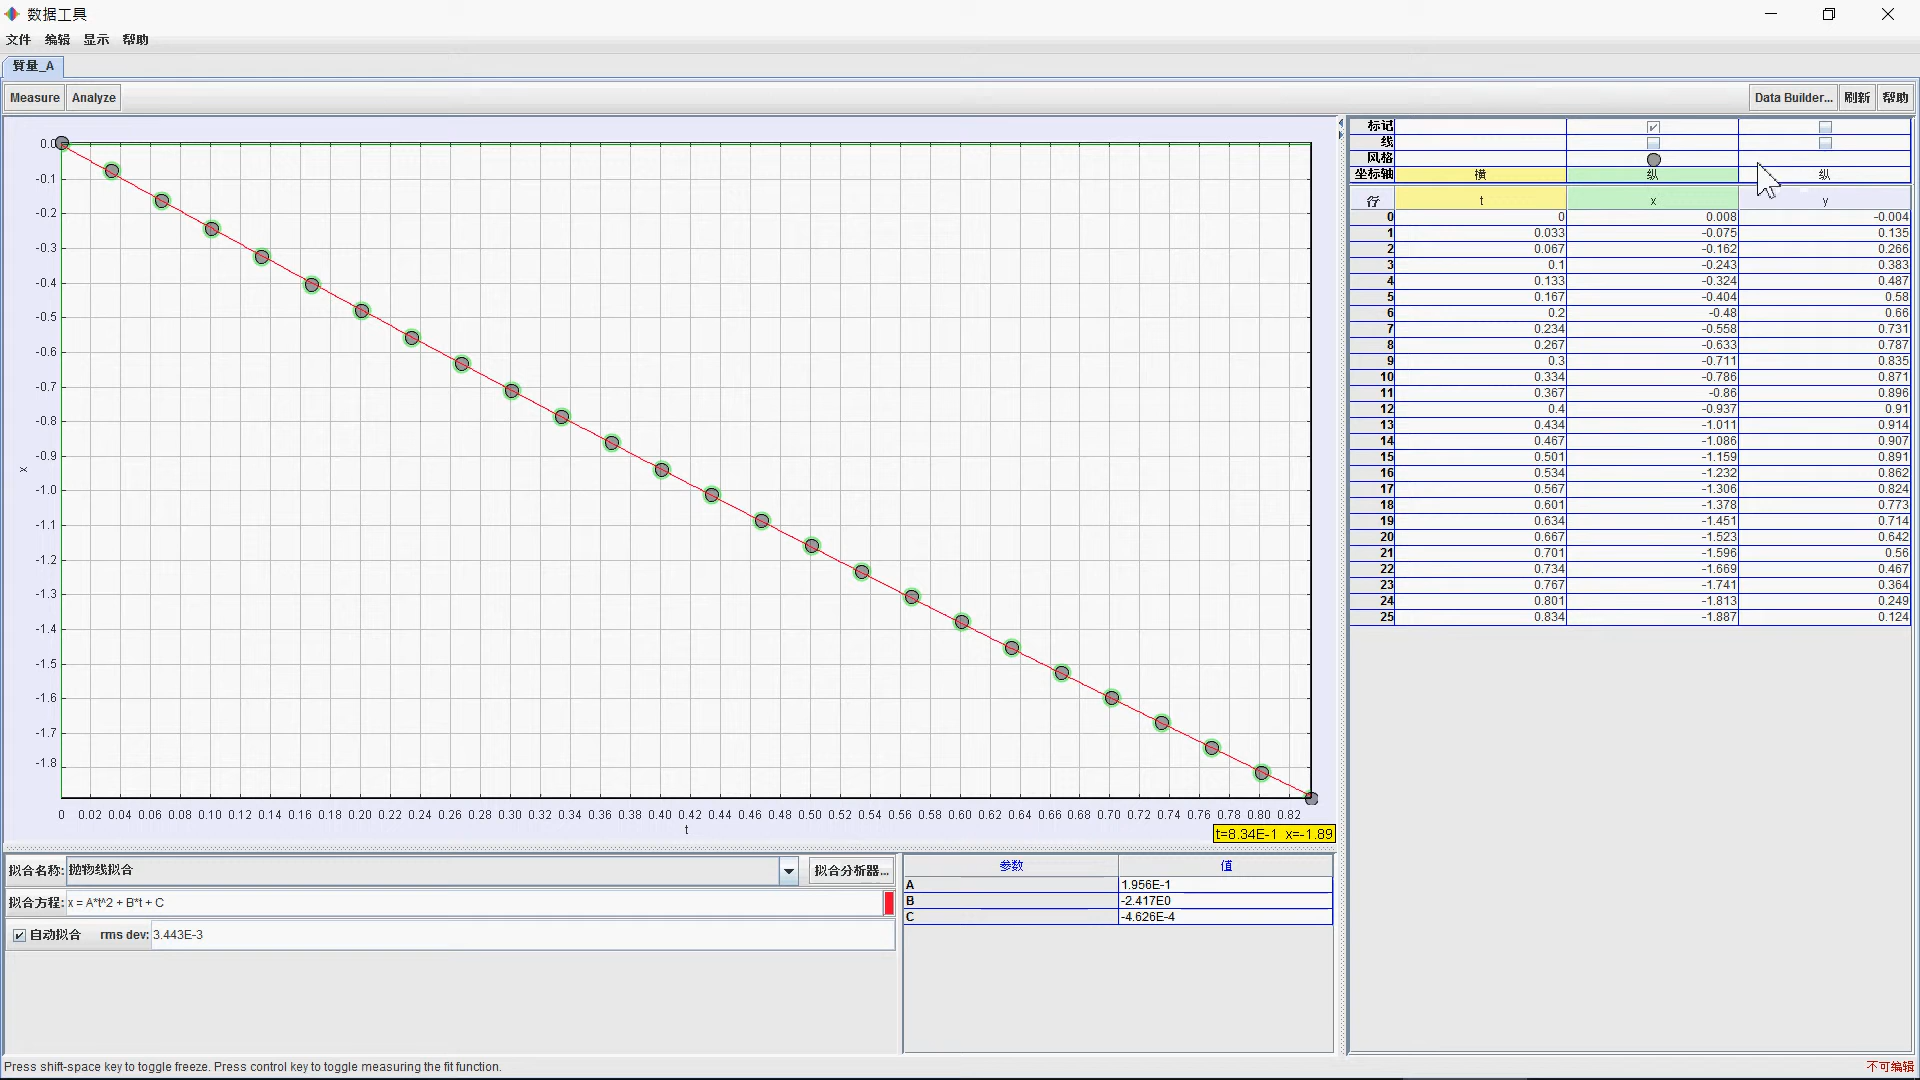 数据工具
文件 编辑 显示 帮助
質量_A
Measure Analyze Data Builder... 刷新 帮助
0.0
-0.1
-0.2
-0.3
-0.4
-0.5
-0.6
-0.7
-0.8
-0.9
-1.0
-1.1
-1.2
-1.3
-1.4
-1.5
-1.6
-1.7
-1.8
x
0 0.02 0.04 0.06 0.08 0.10 0.12 0.14 0.16 0.18 0.20 0.22 0.24 0.26 0.28 0.30 0.32 0.34 0.36 0.38 0.40 0.42 0.44 0.46 0.48 0.50 0.52 0.54 0.56 0.58 0.60 0.62 0.64 0.66 0.68 0.70 0.72 0.74 0.76 0.78 0.80 0.82
t
t=8.34E-1 x=-1.89
标记
线
风格
坐标轴 横 纵 纵
行 t x y
0 0 0.008 -0.004
1 0.033 -0.075 0.135
2 0.067 -0.162 0.266
3 0.1 -0.243 0.383
4 0.133 -0.324 0.487
5 0.167 -0.404 0.58
6 0.2 -0.48 0.66
7 0.234 -0.558 0.731
8 0.267 -0.633 0.787
9 0.3 -0.711 0.835
10 0.334 -0.786 0.871
11 0.367 -0.86 0.896
12 0.4 -0.937 0.91
13 0.434 -1.011 0.914
14 0.467 -1.086 0.907
15 0.501 -1.159 0.891
16 0.534 -1.232 0.862
17 0.567 -1.306 0.824
18 0.601 -1.378 0.773
19 0.634 -1.451 0.714
20 0.667 -1.523 0.642
21 0.701 -1.596 0.56
22 0.734 -1.669 0.467
23 0.767 -1.741 0.364
24 0.801 -1.813 0.249
25 0.834 -1.887 0.124
拟合名称: 抛物线拟合 拟合分析器...
拟合方程: x = A*t^2 + B*t + C
自动拟合 rms dev: 3.443E-3
参数 值
A 1.956E-1
B -2.417E0
C -4.626E-4
Press shift-space key to toggle freeze. Press control key to toggle measuring the fit function. 不可编辑